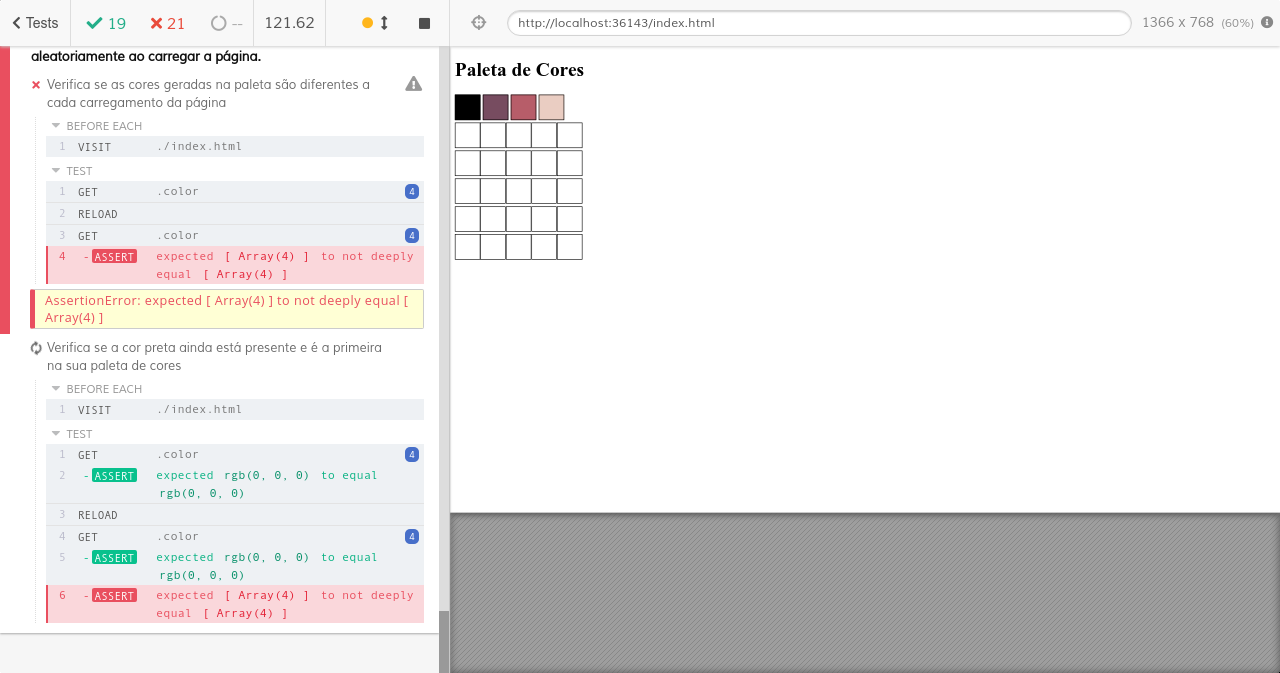 Tests 19 21 -- 121.62 http://localhost:36143/index.html 1366 x 768 (60%)
aleatoriamente ao carregar a página.
Verifica se as cores geradas na paleta são diferentes a
cada carregamento da página
BEFORE EACH
1 VISIT ./index.html
TEST
1 GET .color 4
2 RELOAD
3 GET .color 4
4 -ASSERT expected [ Array(4) ] to not deeply
equal [ Array(4) ]
AssertionError: expected [ Array(4) ] to not deeply equal [
Array(4) ]
Verifica se a cor preta ainda está presente e é a primeira
na sua paleta de cores
BEFORE EACH
1 VISIT ./index.html
TEST
1 GET .color 4
2 -ASSERT expected rgb(0, 0, 0) to equal
rgb(0, 0, 0)
3 RELOAD
4 GET .color 4
5 -ASSERT expected rgb(0, 0, 0) to equal
rgb(0, 0, 0)
6 -ASSERT expected [ Array(4) ] to not deeply
equal [ Array(4) ]
Paleta de Cores